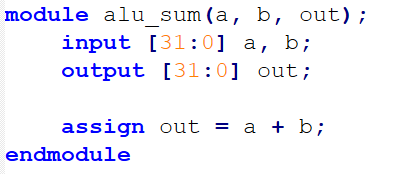 module alu_sum(a, b, out);
    input [31:0] a, b;
    output [31:0] out;

    assign out = a + b;
endmodule